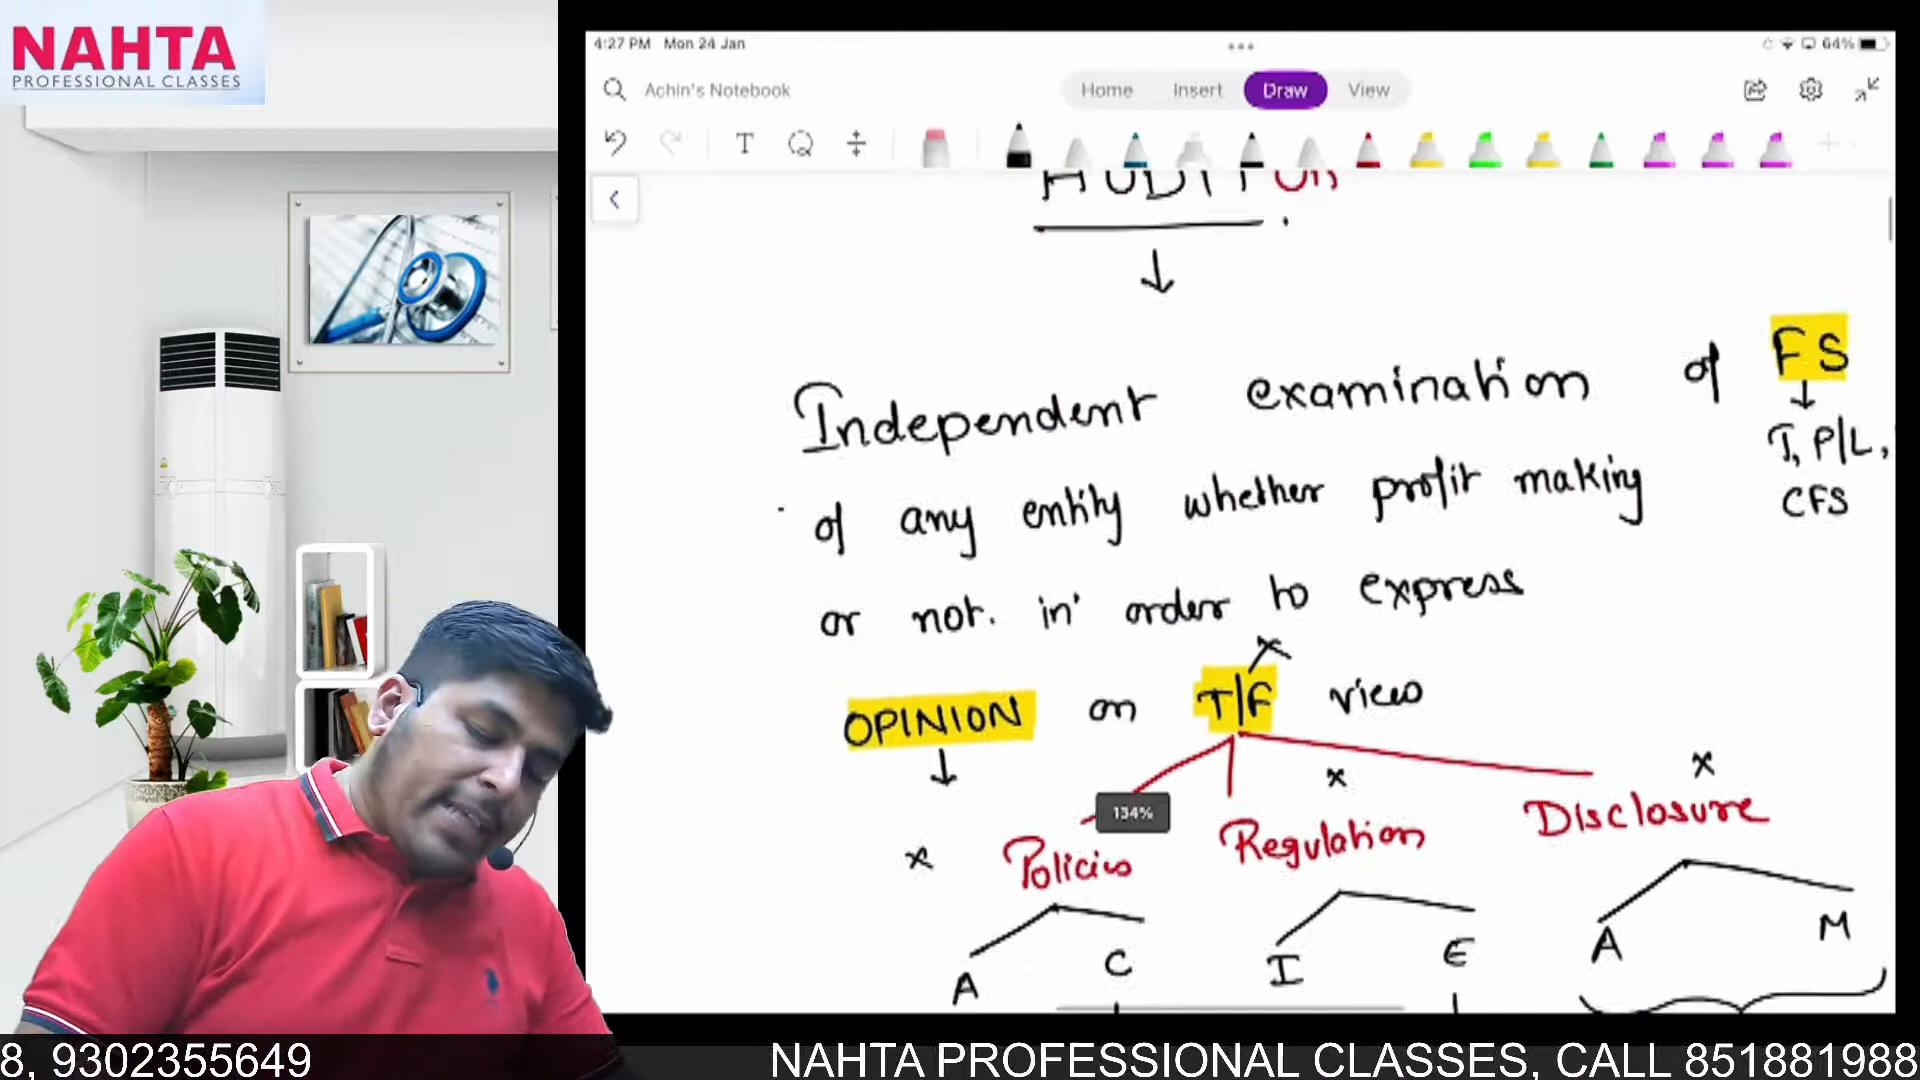 NAHTA
PROFESSIONAL CLASSES
4:27 PM Mon 24 Jan
64%
Achin's Notebook
Home Insert Draw View
T
AUDITOR
Independent examination of FS
T, P/L,
CFS
of any entity whether profit making
or not. in order to express
OPINION on T/F view
134%
Policies Regulation Disclosure
A C I E A M
8, 9302355649 NAHTA PROFESSIONAL CLASSES, CALL 851881988